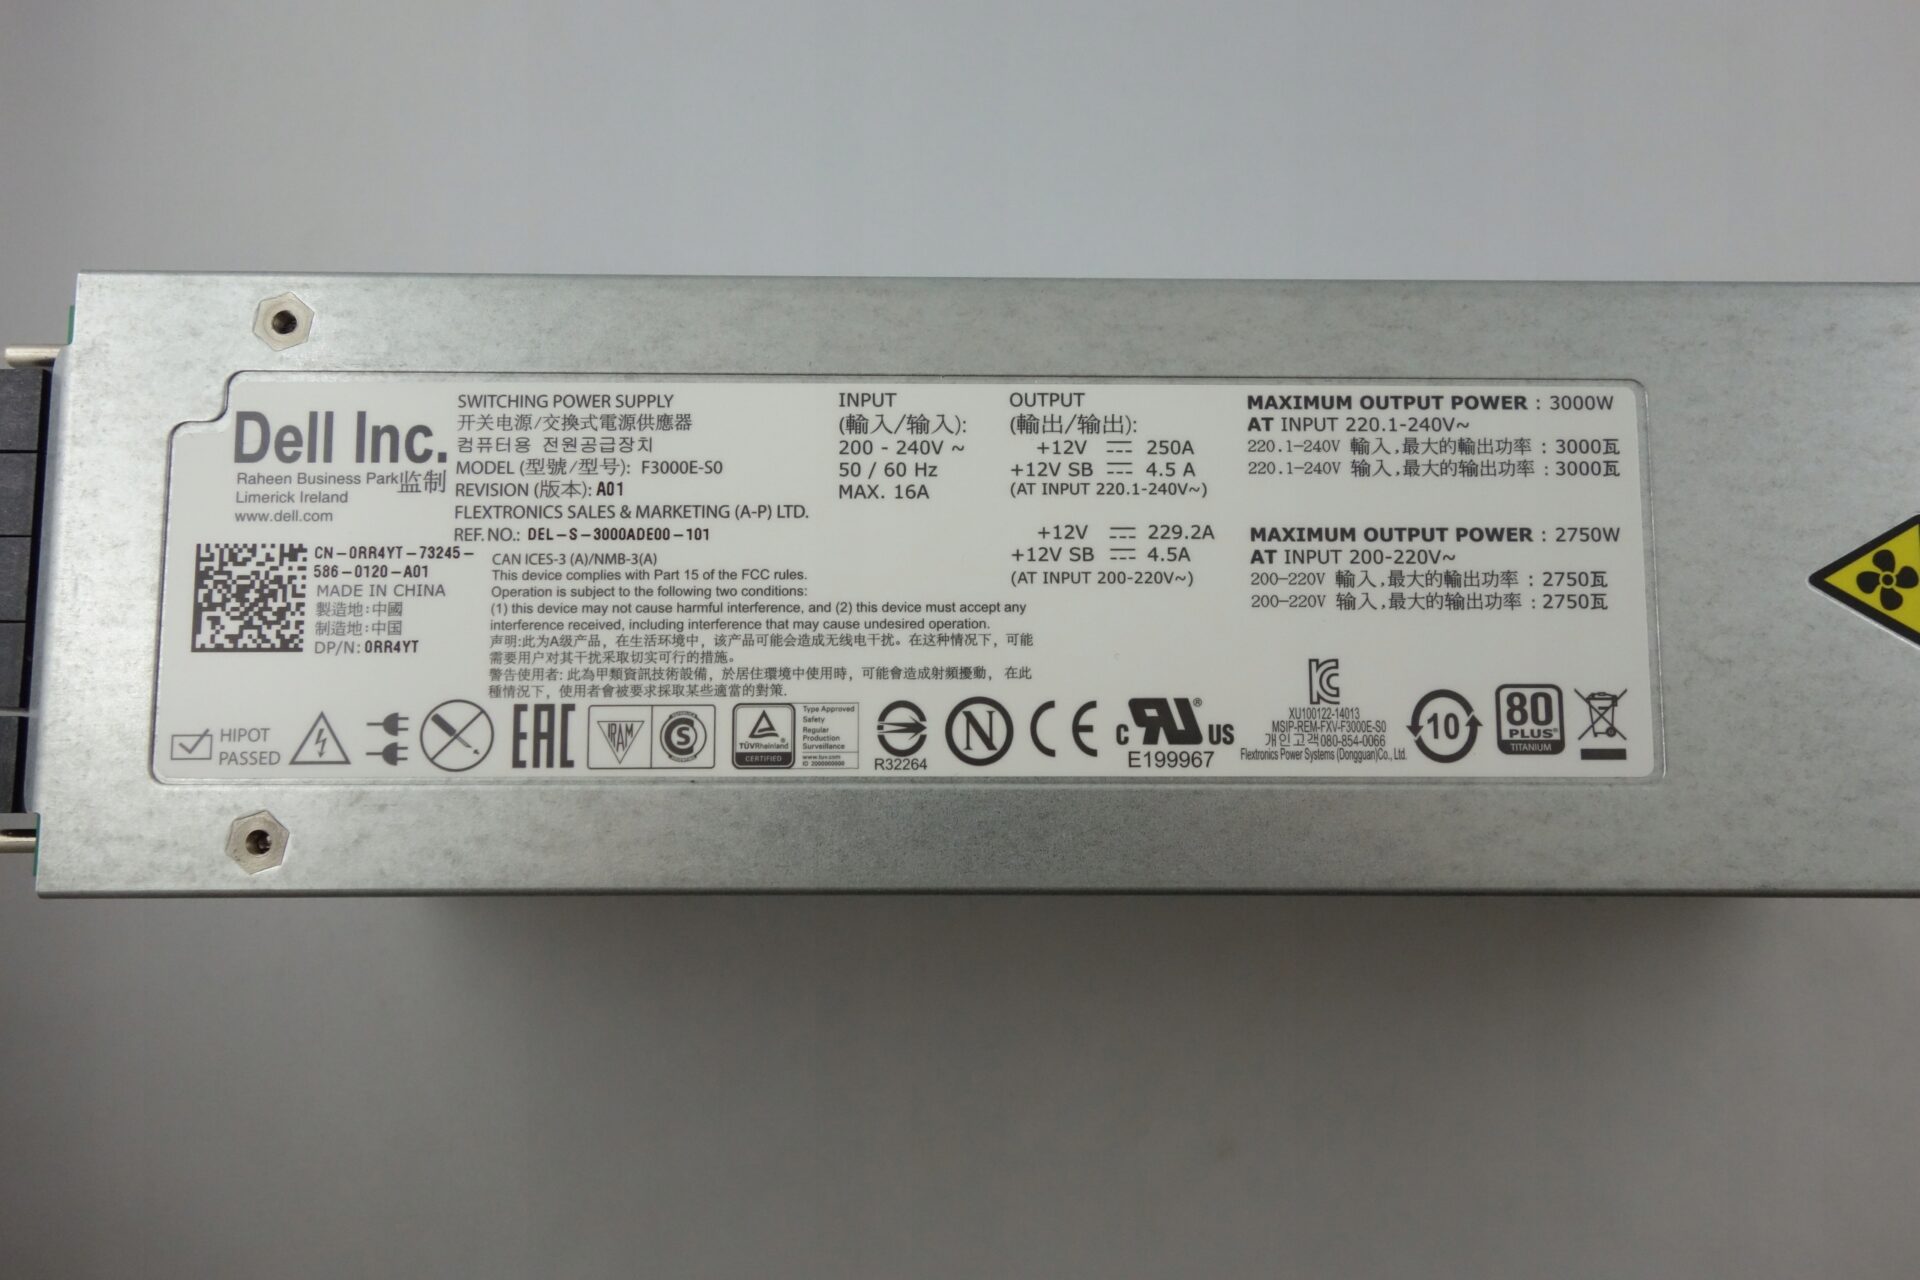 Dell Inc.
Raheen Business Park 监制
Limerick Ireland
www.dell.com
CN-0RR4YT-73245-
586-0120-A01
MADE IN CHINA
製造地:中國
制造地:中国
DP/N: 0RR4YT
SWITCHING POWER SUPPLY
开关电源/交換式電源供應器
컴퓨터용 전원공급장치
MODEL (型號/型号): F3000E-S0
REVISION (版本): A01
FLEXTRONICS SALES & MARKETING (A-P) LTD.
REF. NO.: DEL-S-3000ADE00-101
CAN ICES-3 (A)/NMB-3(A)
This device complies with Part 15 of the FCC rules.
Operation is subject to the following two conditions:
(1) this device may not cause harmful interference, and (2) this device must accept any
interference received, including interference that may cause undesired operation.
声明:此为A级产品，在生活环境中，该产品可能会造成无线电干扰。在这种情况下，可能
需要用户对其干扰采取切实可行的措施。
警告使用者: 此為甲類資訊技術設備，於居住環境中使用時，可能會造成射頻擾動，在此
種情況下，使用者會被要求採取某些適當的對策.
INPUT
(輸入/输入):
200 - 240V ~
50 / 60 Hz
MAX. 16A
OUTPUT
(輸出/输出):
+12V ⎓ 250A
+12V SB ⎓ 4.5 A
(AT INPUT 220.1-240V~)
+12V ⎓ 229.2A
+12V SB ⎓ 4.5A
(AT INPUT 200-220V~)
MAXIMUM OUTPUT POWER : 3000W
AT INPUT 220.1-240V~
220.1-240V 輸入,最大的輸出功率 : 3000瓦
220.1-240V 输入,最大的输出功率 : 3000瓦
MAXIMUM OUTPUT POWER : 2750W
AT INPUT 200-220V~
200-220V 輸入,最大的輸出功率 : 2750瓦
200-220V 输入,最大的输出功率 : 2750瓦
HIPOT
PASSED
EAC
IRAM
S
TÜVRheinland
CERTIFIED
Type Approved
Safety
Regular
Production
Surveillance
www.tuv.com
ID 2000000000
R32264
N
CE
c RU ® US
E199967
XU100122-14013
MSIP-REM-FXV-F3000E-S0
개인고객080-854-0066
Flextronics Power Systems (Dongguan)Co., Ltd.
10
80
PLUS
TITANIUM